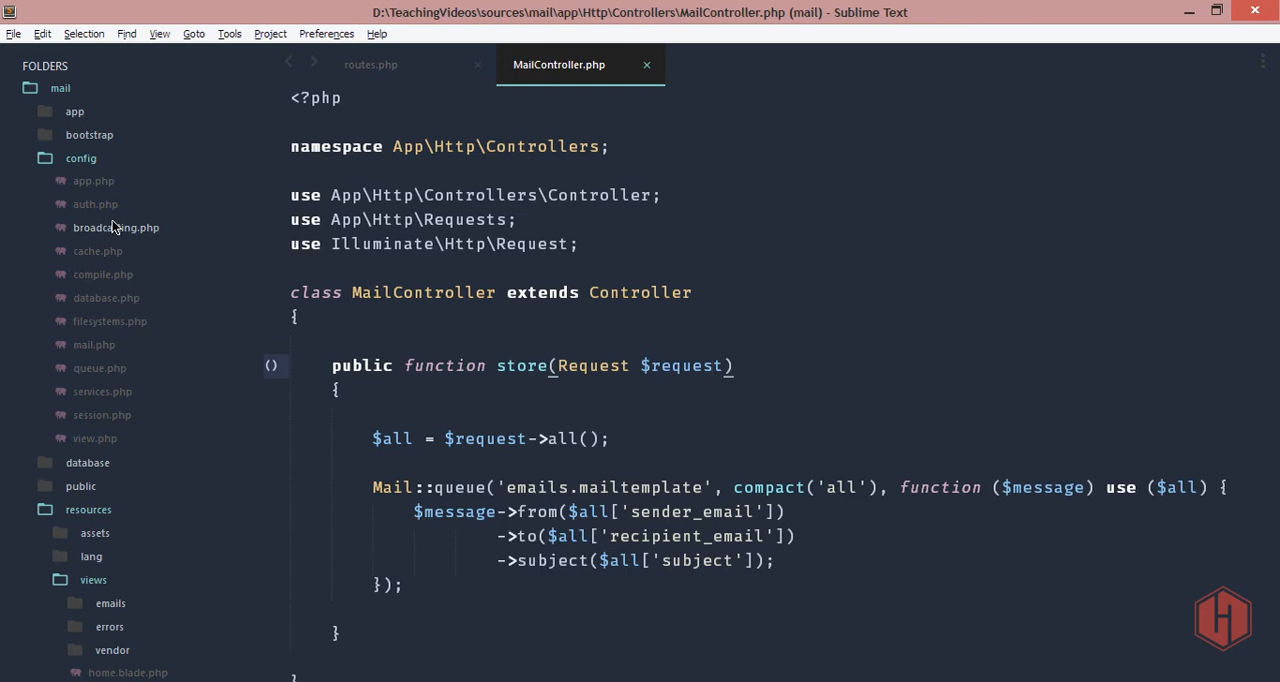 D:\TeachingVideos\sources\mail\app\Http\Controllers\MailController.php (mail) - Sublime Text
File Edit Selection Find View Goto Tools Project Preferences Help
FOLDERS
mail
app
bootstrap
config
app.php
auth.php
broadcasting.php
cache.php
compile.php
database.php
filesystems.php
mail.php
queue.php
services.php
session.php
view.php
database
public
resources
assets
lang
views
emails
errors
vendor
home.blade.php
routes.php × MailController.php ×
<?php
namespace App\Http\Controllers;
use App\Http\Controllers\Controller;
use App\Http\Requests;
use Illuminate\Http\Request;
class MailController extends Controller
{
() public function store(Request $request)
{
$all = $request->all();
Mail::queue('emails.mailtemplate', compact('all'), function ($message) use ($all) {
$message->from($all['sender_email'])
->to($all['recipient_email'])
->subject($all['subject']);
});
}
}
H